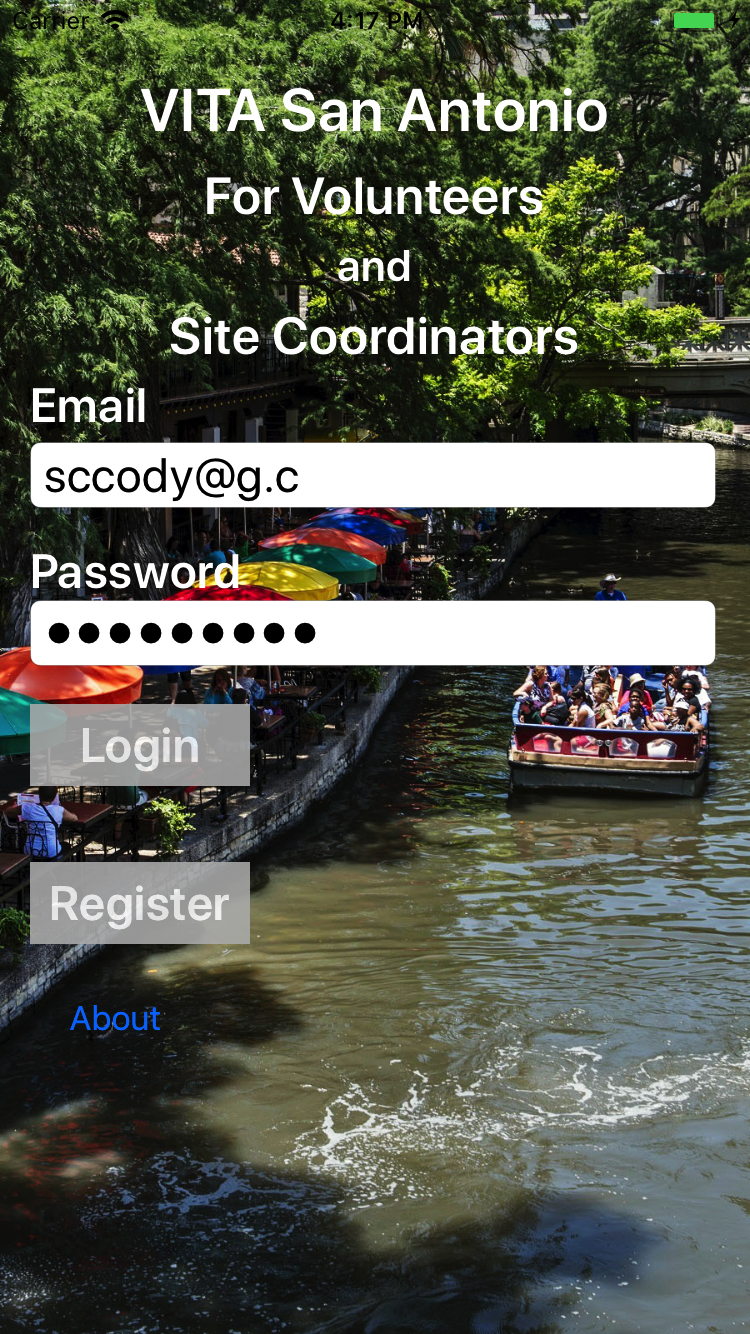 Carrier 4:17 PM
VITA San Antonio
For Volunteers
and
Site Coordinators
Email
sccody@g.c
Password
●●●●●●●●●
Login
Register
About